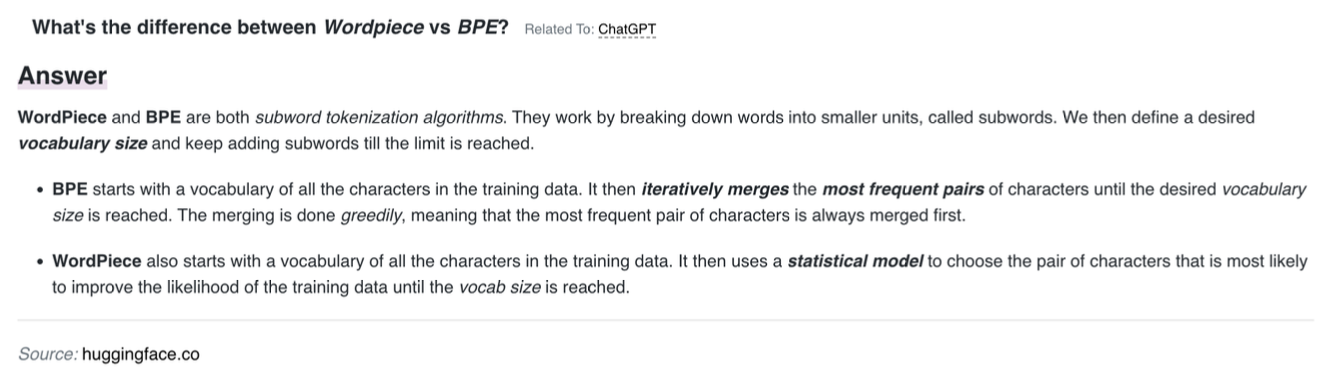 What's the difference between Wordpiece vs BPE? Related To: ChatGPT
Answer
WordPiece and BPE are both subword tokenization algorithms. They work by breaking down words into smaller units, called subwords. We then define a desired
vocabulary size and keep adding subwords till the limit is reached.
• BPE starts with a vocabulary of all the characters in the training data. It then iteratively merges the most frequent pairs of characters until the desired vocabulary
size is reached. The merging is done greedily, meaning that the most frequent pair of characters is always merged first.
• WordPiece also starts with a vocabulary of all the characters in the training data. It then uses a statistical model to choose the pair of characters that is most likely
to improve the likelihood of the training data until the vocab size is reached.
Source: huggingface.co